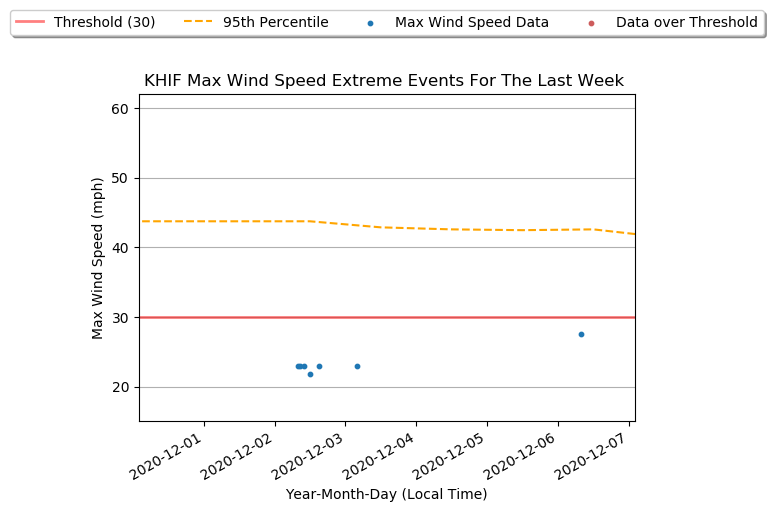 Threshold (30) 95th Percentile Max Wind Speed Data Data over Threshold
KHIF Max Wind Speed Extreme Events For The Last Week
60
50
40
30
20
Max Wind Speed (mph)
2020-12-01 2020-12-02 2020-12-03 2020-12-04 2020-12-05 2020-12-06 2020-12-07
Year-Month-Day (Local Time)